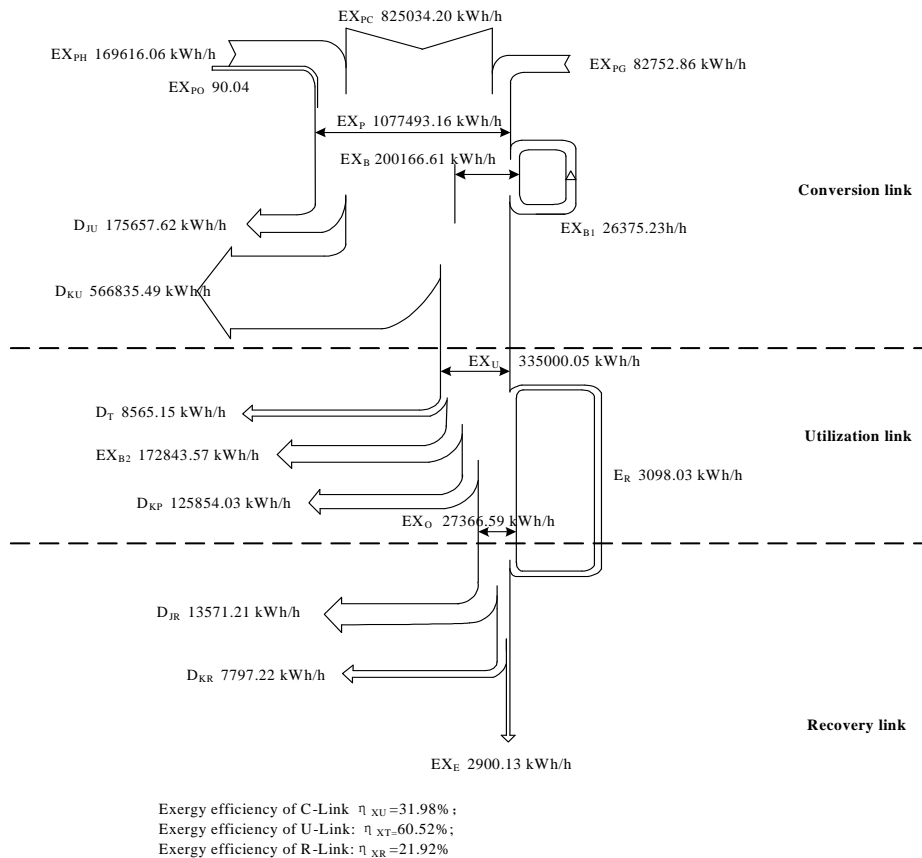 EX_PC 825034.20 kWh/h
EX_PH 169616.06 kWh/h
EX_PG 82752.86 kWh/h
EX_PO 90.04
EX_P 1077493.16 kWh/h
EX_B 200166.61 kWh/h
Conversion link
D_JU 175657.62 kWh/h
EX_B1 26375.23h/h
D_KU 566835.49 kWh/h
EX_U 335000.05 kWh/h
D_T 8565.15 kWh/h
Utilization link
EX_B2 172843.57 kWh/h
E_R 3098.03 kWh/h
D_KP 125854.03 kWh/h
EX_O 27366.59 kWh/h
D_JR 13571.21 kWh/h
D_KR 7797.22 kWh/h
Recovery link
EX_E 2900.13 kWh/h
Exergy efficiency of C-Link η_XU=31.98%；
Exergy efficiency of U-Link: η_XT=60.52%;
Exergy efficiency of R-Link: η_XR=21.92%